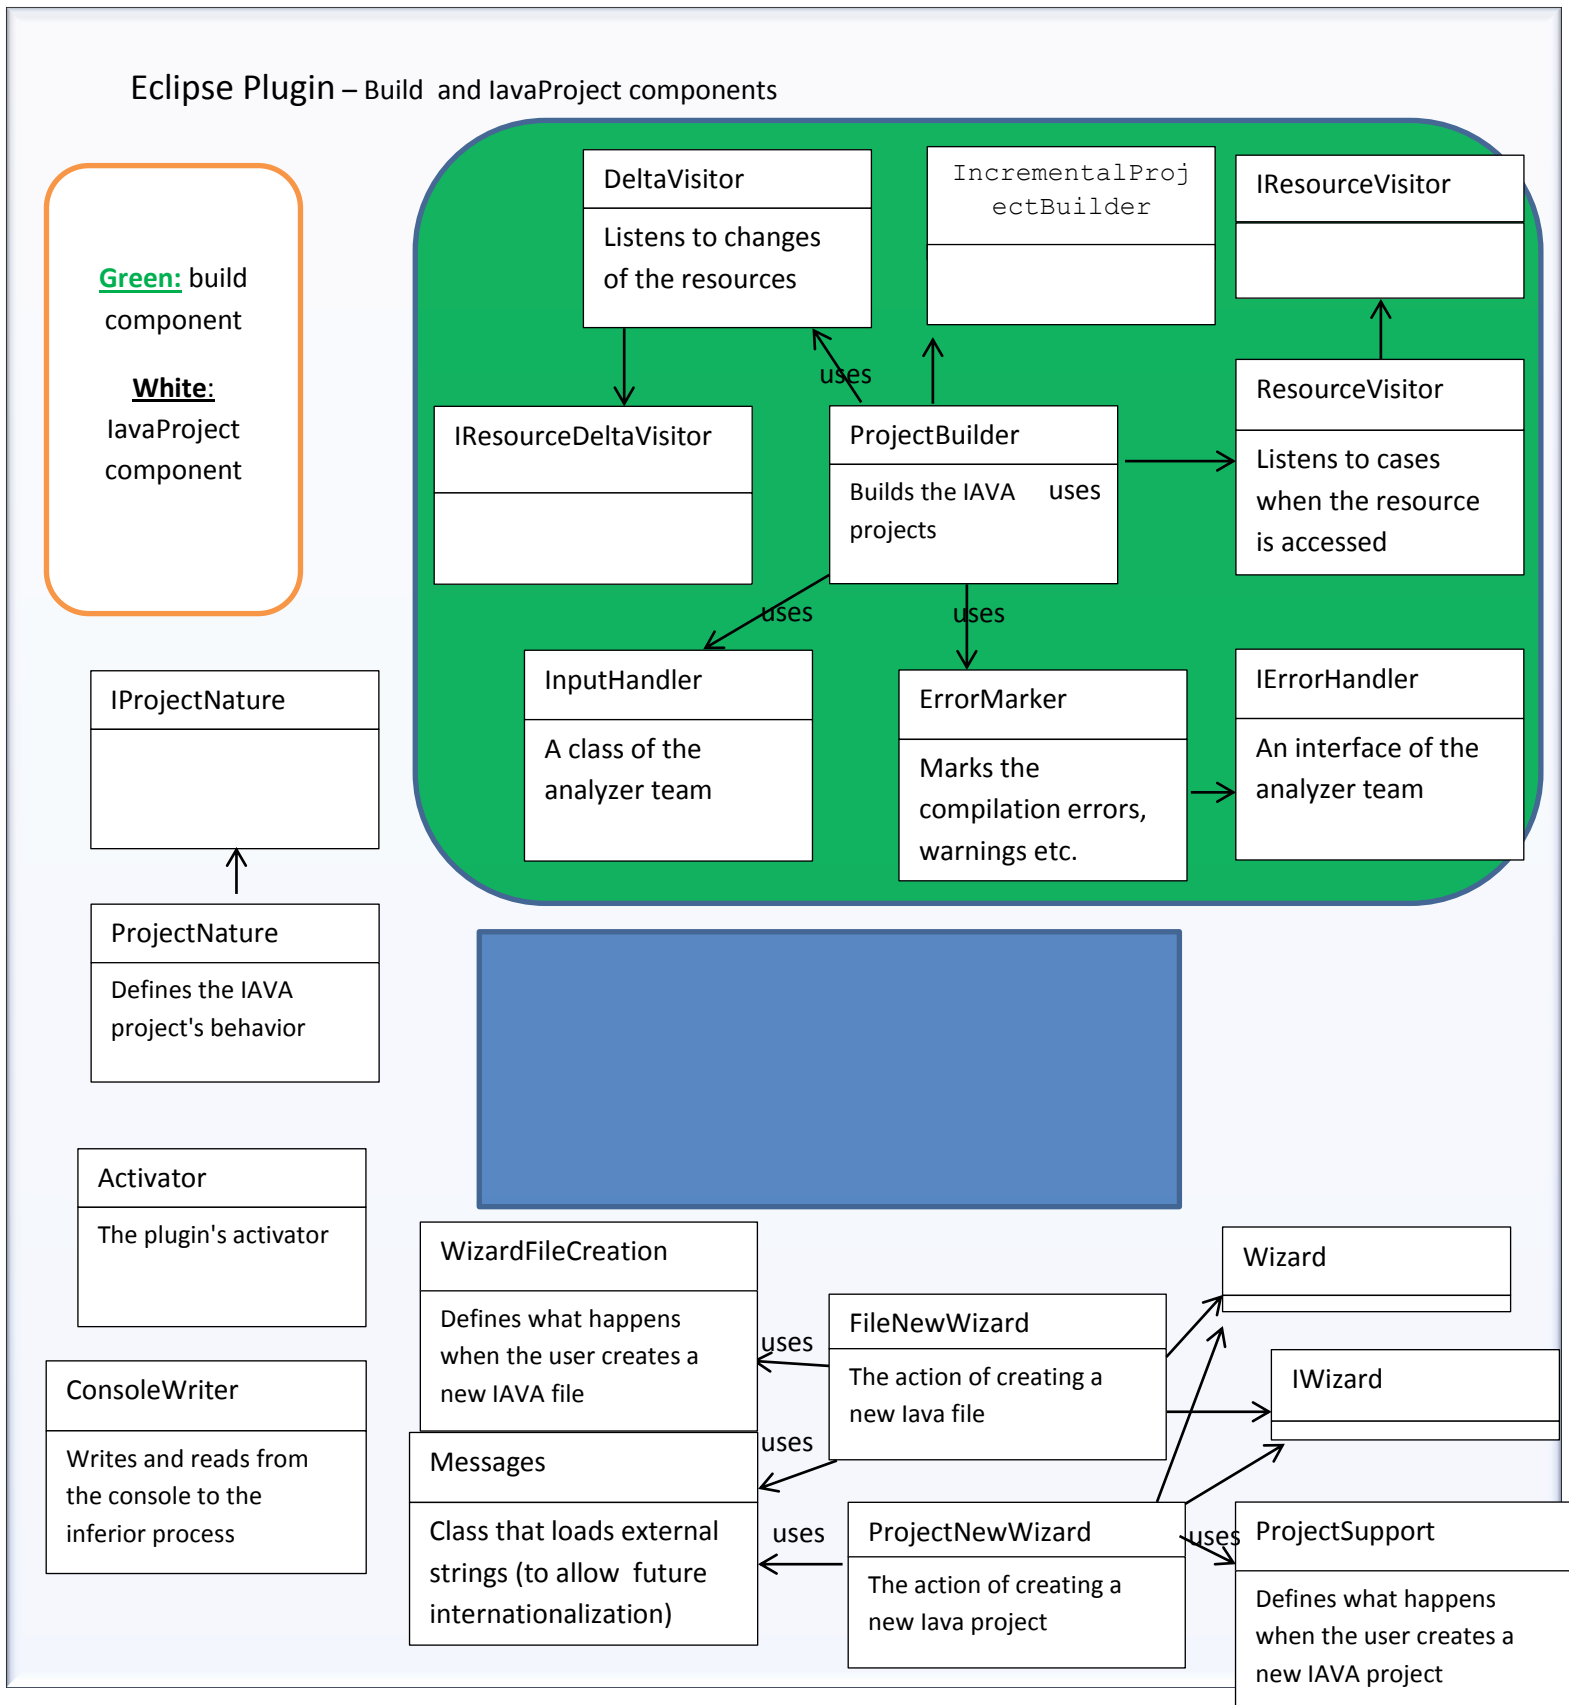 Eclipse Plugin – Build and IavaProject components
Green: build
component
White:
IavaProject
component
DeltaVisitor
Listens to changes
of the resources
IncrementalProj
ectBuilder
IResourceVisitor
uses
IResourceDeltaVisitor
ProjectBuilder
Builds the IAVA
projects
uses
ResourceVisitor
Listens to cases
when the resource
is accessed
uses
uses
InputHandler
A class of the
analyzer team
ErrorMarker
Marks the
compilation errors,
warnings etc.
IErrorHandler
An interface of the
analyzer team
IProjectNature
ProjectNature
Defines the IAVA
project's behavior
Activator
The plugin's activator
ConsoleWriter
Writes and reads from
the console to the
inferior process
WizardFileCreation
Defines what happens
when the user creates a
new IAVA file
uses
FileNewWizard
The action of creating a
new Iava file
Wizard
IWizard
uses
Messages
Class that loads external
strings (to allow future
internationalization)
uses
ProjectNewWizard
The action of creating a
new Iava project
uses
ProjectSupport
Defines what happens
when the user creates a
new IAVA project